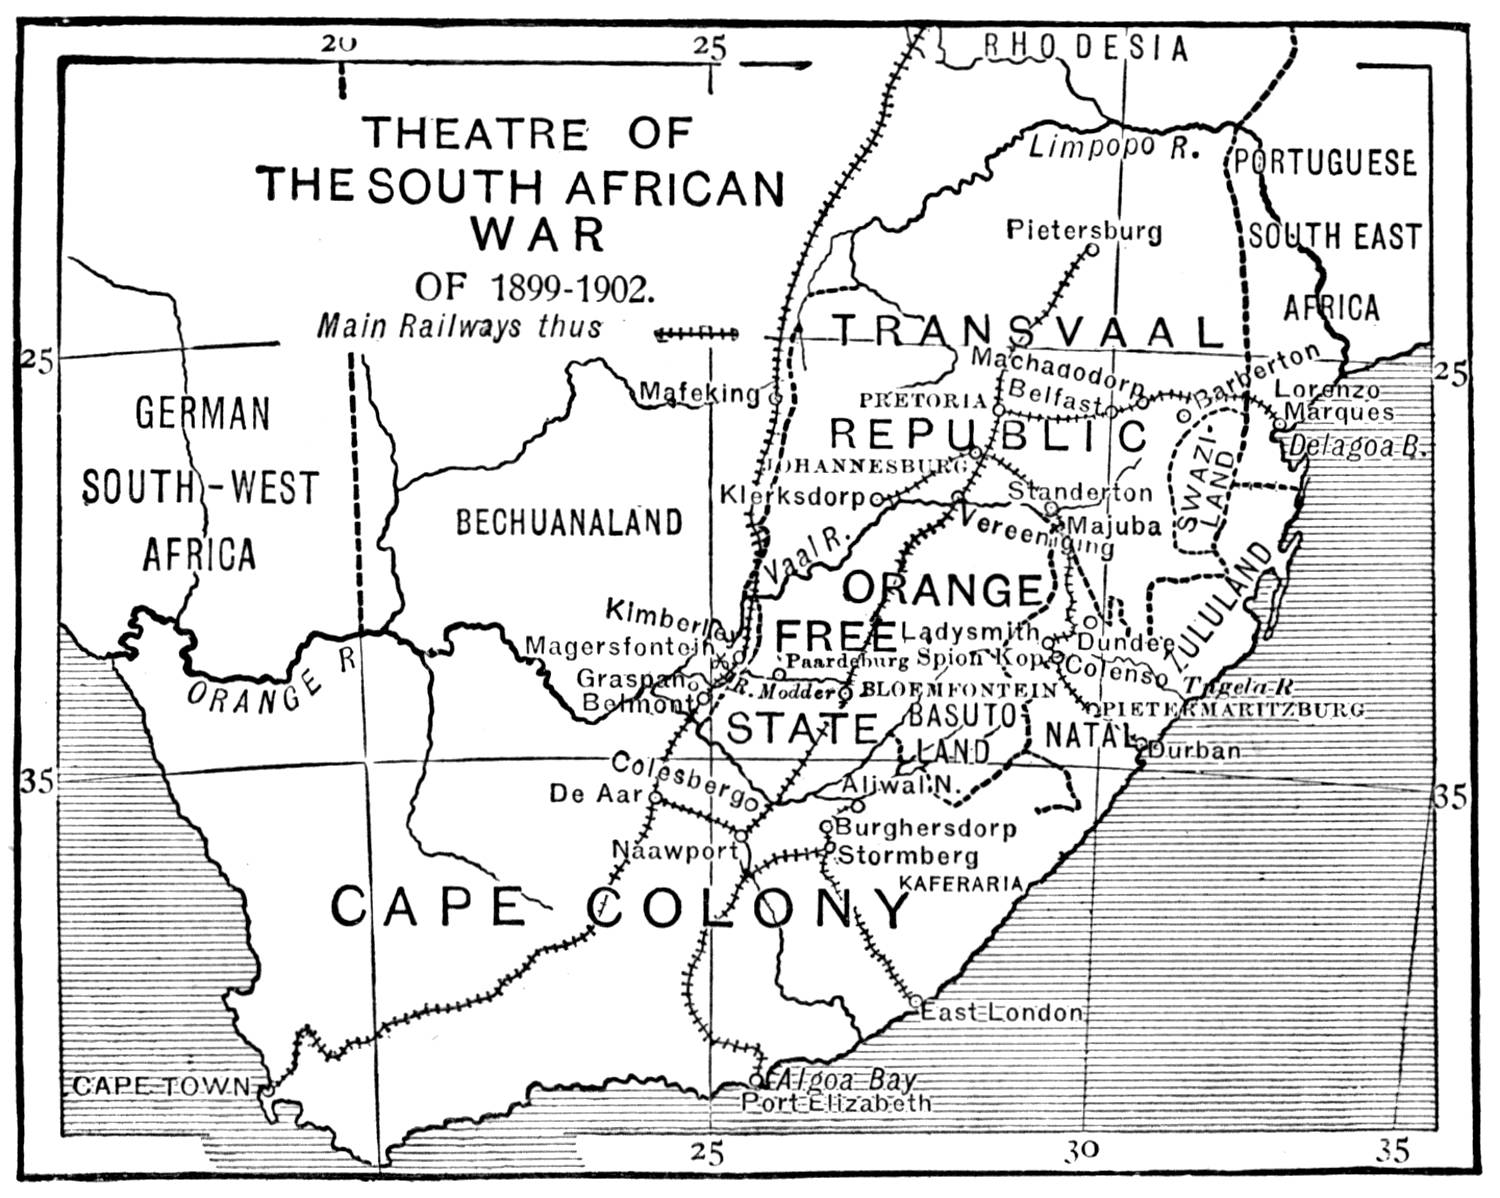 20
25
RHODESIA
THEATRE OF
THE SOUTH AFRICAN
WAR
OF 1899-1902.
Main Railways thus
Limpopo R.
PORTUGUESE
SOUTH EAST
AFRICA
Pietersburg
TRANSVAAL
25
25
Machadodorp
Barberton
Mafeking
PRETORIA
Belfast
Lorenzo
Marques
GERMAN
SOUTH-WEST
AFRICA
REPUBLIC
Delagoa B.
JOHANNESBURG
SWAZI-
LAND
Klerksdorp
Standerton
BECHUANALAND
Vereeniging
Majuba
Vaal R.
ZULULAND
ORANGE
FREE
STATE
Kimberley
Ladysmith
Dundee
Magersfontein
Paardeburg
Spion Kop
Colenso
Graspan
ORANGE R
R. Modder
BLOEMFONTEIN
Tugela R
Belmont
PIETERMARITZBURG
BASUTO-
LAND
NATAL
Durban
Colesberg
De Aar
Aliwal N.
35
35
Burghersdorp
Naawport
Stormberg
KAFERARIA
CAPE COLONY
East London
CAPE TOWN
Algoa Bay
Port Elizabeth
25
30
35